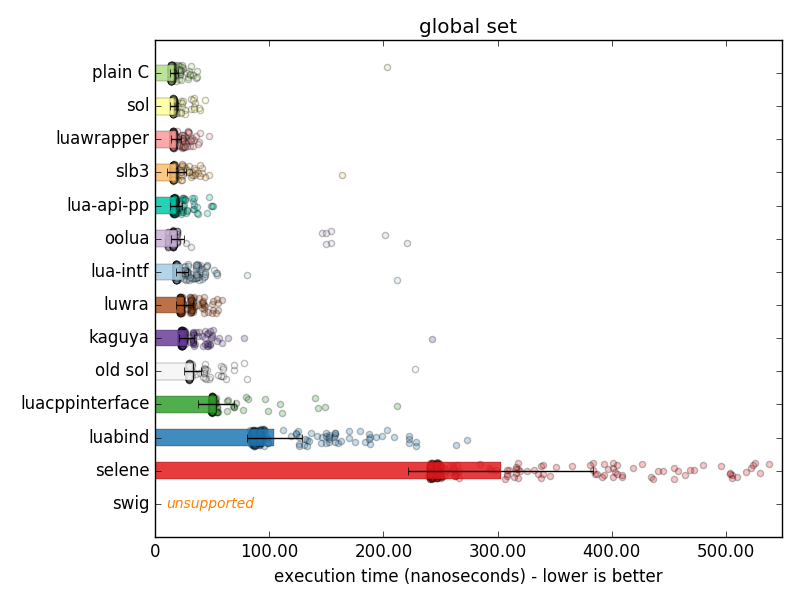 global set
plain C
sol
luawrapper
slb3
lua-api-pp
oolua
lua-intf
luwra
kaguya
old sol
luacppinterface
luabind
selene
swig unsupported
0 100.00 200.00 300.00 400.00 500.00
execution time (nanoseconds) - lower is better